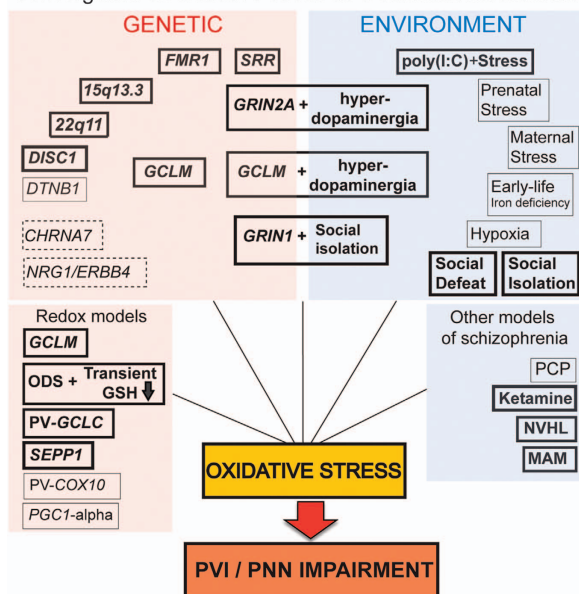 GENETIC
ENVIRONMENT
FMR1
SRR
poly(I:C)+Stress
15q13.3
GRIN2A + hyper-
dopaminergia
Prenatal
Stress
22q11
Maternal
Stress
DISC1
GCLM
GCLM + hyper-
dopaminergia
DTNB1
Early-life
Iron deficiency
CHRNA7
GRIN1 + Social
isolation
Hypoxia
NRG1/ERBB4
Social
Defeat
Social
Isolation
Redox models
GCLM
ODS + Transient
GSH
PV-GCLC
SEPP1
PV-COX10
PGC1-alpha
Other models
of schizophrenia
PCP
Ketamine
NVHL
MAM
OXIDATIVE STRESS
PVI / PNN IMPAIRMENT